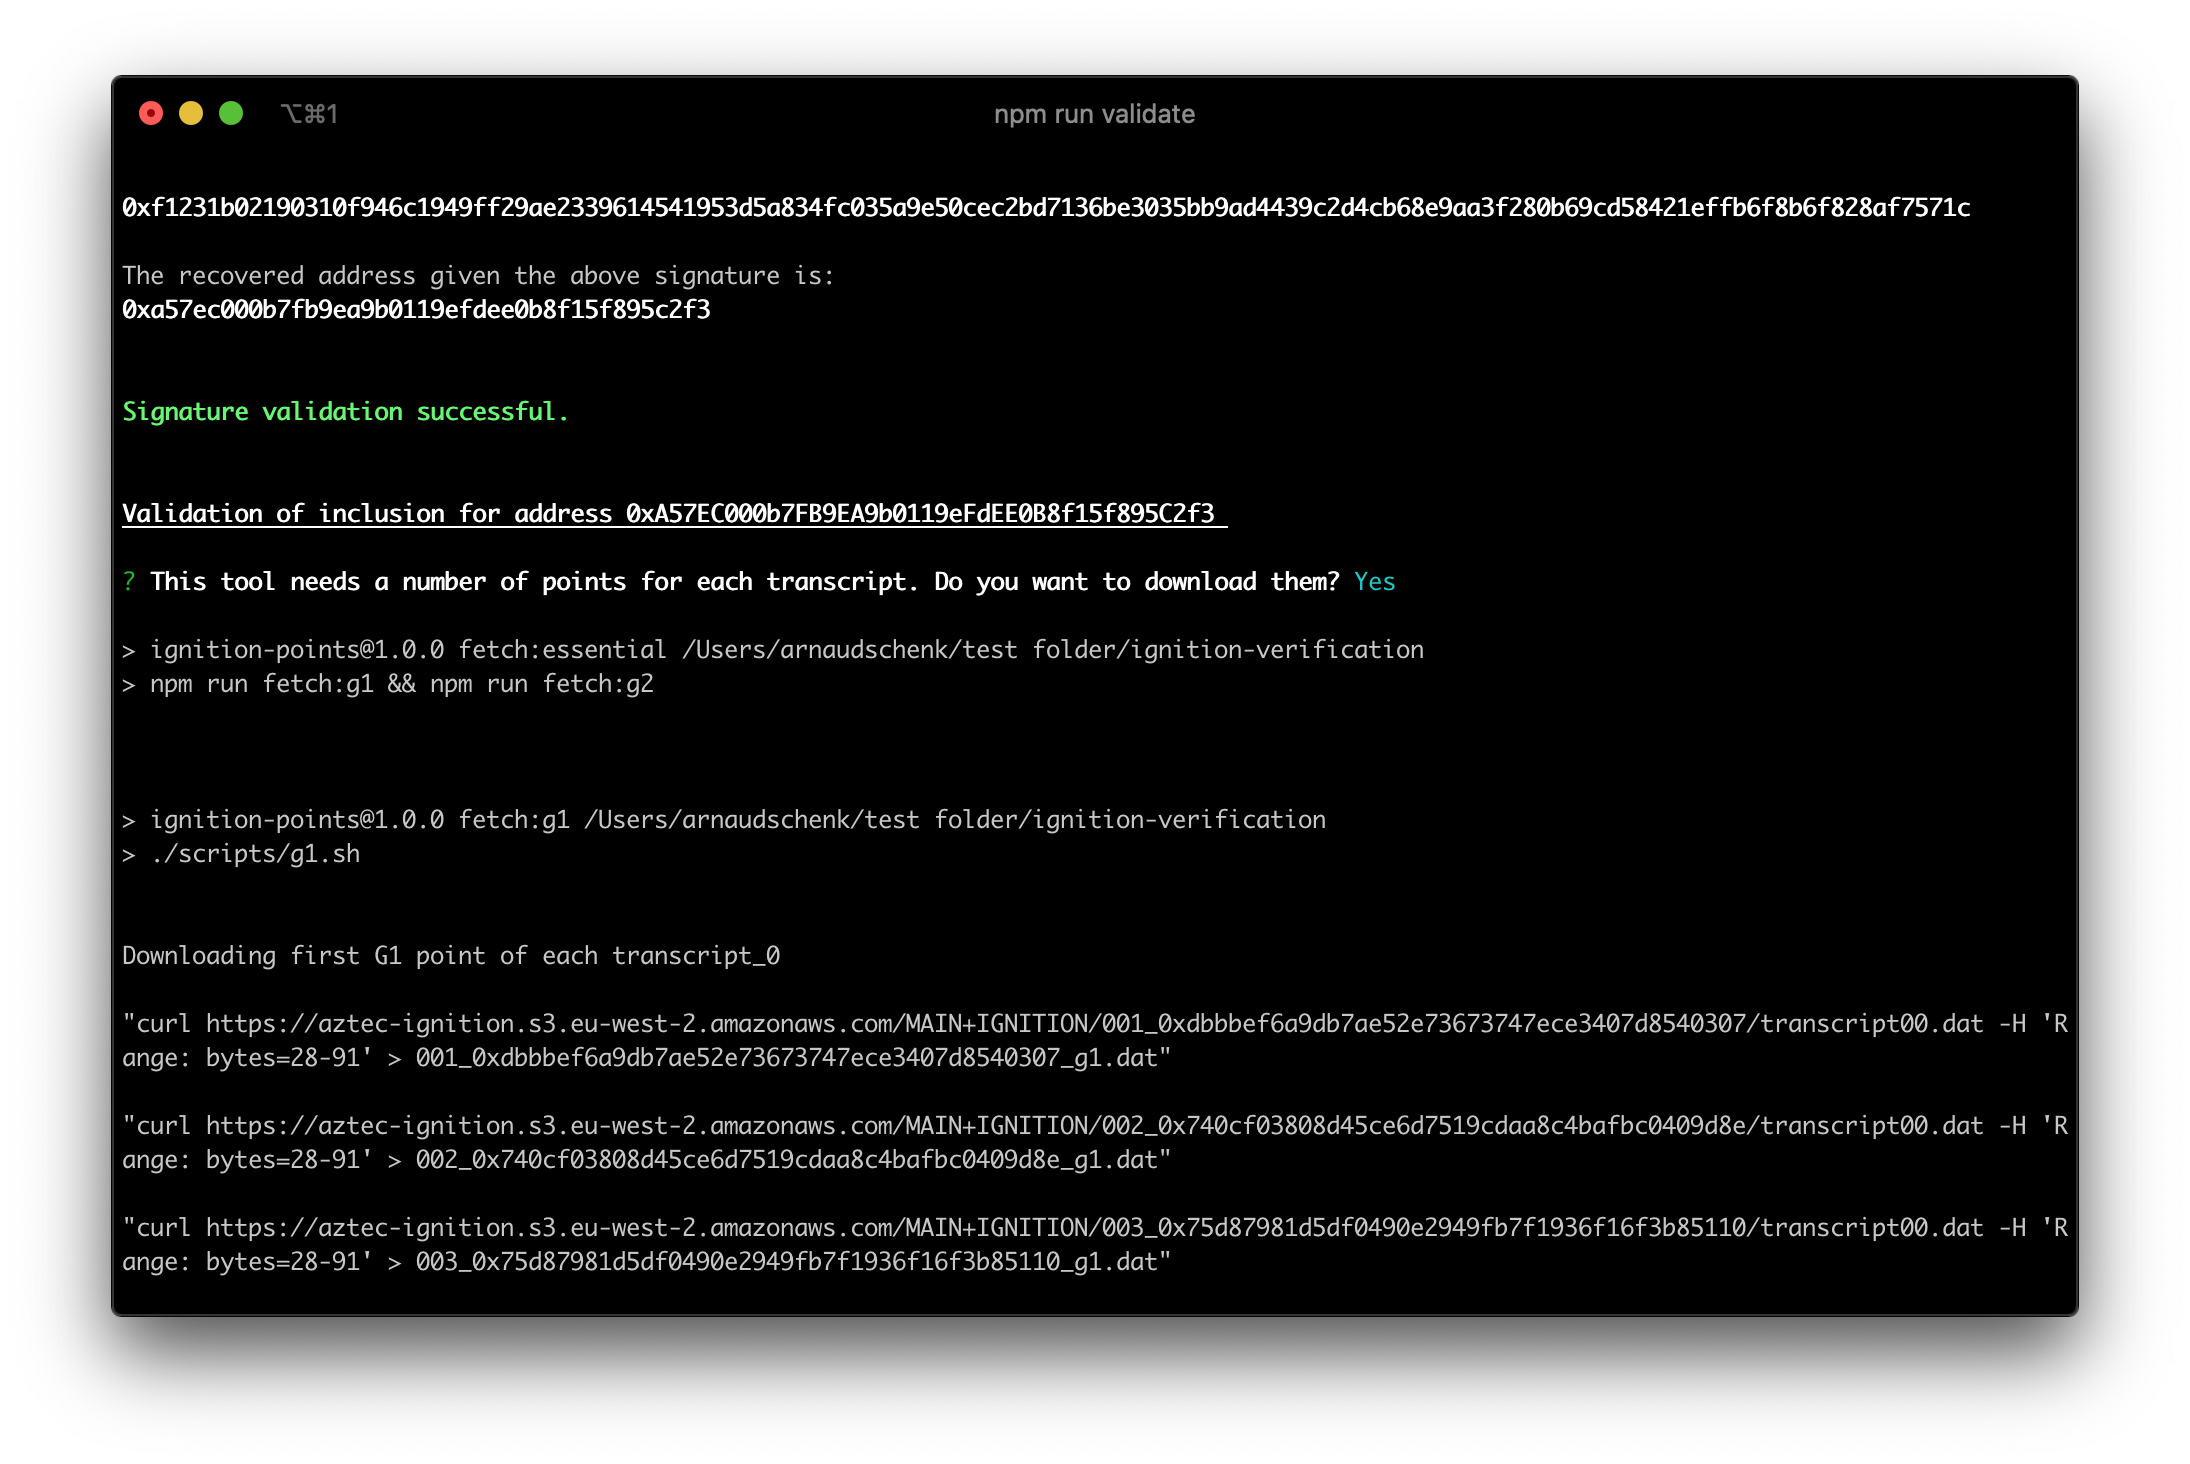 ⌥⌘1
npm run validate
0xf1231b02190310f946c1949ff29ae2339614541953d5a834fc035a9e50cec2bd7136be3035bb9ad4439c2d4cb68e9aa3f280b69cd58421effb6f8b6f828af7571c
The recovered address given the above signature is:
0xa57ec000b7fb9ea9b0119efdee0b8f15f895c2f3
Signature validation successful.
Validation of inclusion for address 0xA57EC000b7FB9EA9b0119eFdEE0B8f15f895C2f3
? This tool needs a number of points for each transcript. Do you want to download them? Yes
> ignition-points@1.0.0 fetch:essential /Users/arnaudschenk/test folder/ignition-verification
> npm run fetch:g1 && npm run fetch:g2
> ignition-points@1.0.0 fetch:g1 /Users/arnaudschenk/test folder/ignition-verification
> ./scripts/g1.sh
Downloading first G1 point of each transcript_0
"curl https://aztec-ignition.s3.eu-west-2.amazonaws.com/MAIN+IGNITION/001_0xdbbbef6a9db7ae52e73673747ece3407d8540307/transcript00.dat -H 'R
ange: bytes=28-91' > 001_0xdbbbef6a9db7ae52e73673747ece3407d8540307_g1.dat"
"curl https://aztec-ignition.s3.eu-west-2.amazonaws.com/MAIN+IGNITION/002_0x740cf03808d45ce6d7519cdaa8c4bafbc0409d8e/transcript00.dat -H 'R
ange: bytes=28-91' > 002_0x740cf03808d45ce6d7519cdaa8c4bafbc0409d8e_g1.dat"
"curl https://aztec-ignition.s3.eu-west-2.amazonaws.com/MAIN+IGNITION/003_0x75d87981d5df0490e2949fb7f1936f16f3b85110/transcript00.dat -H 'R
ange: bytes=28-91' > 003_0x75d87981d5df0490e2949fb7f1936f16f3b85110_g1.dat"